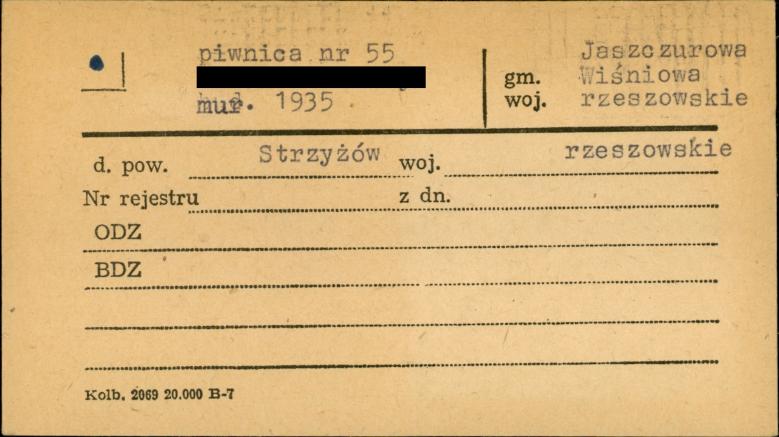 piwnica nr 55
mur. 1935
Jaszczurowa
gm. Wiśniowa
woj. rzeszowskie
d. pow. Strzyżów woj. rzeszowskie
Nr rejestru z dn.
ODZ
BDZ
Kolb. 2069 20.000 B-7